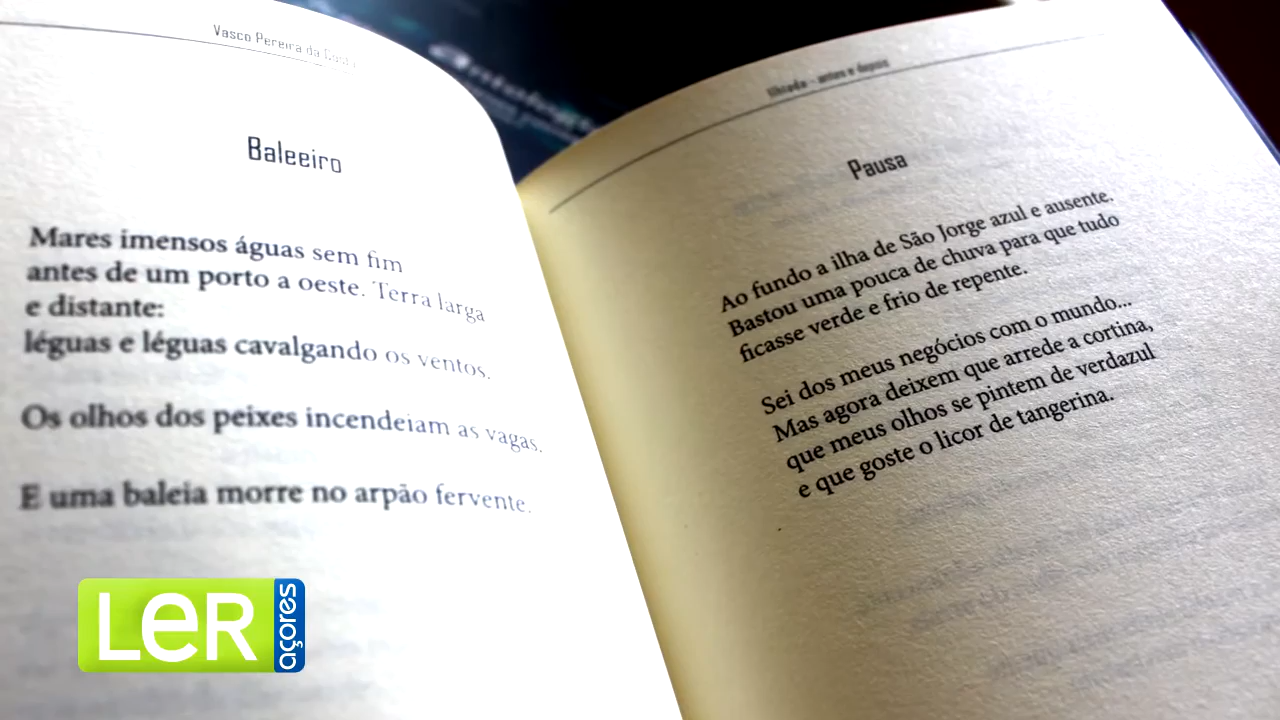 Vasco Pereira da Costa
Baleeiro
Mares imensos águas sem fim
antes de um porto a oeste. Terra larga
e distante:
léguas e léguas cavalgando os ventos.
Os olhos dos peixes incendeiam as vagas.
E uma baleia morre no arpão fervente.
Ilhíada - antes e depois
Pausa
Ao fundo a ilha de São Jorge azul e ausente.
Bastou uma pouca de chuva para que tudo
ficasse verde e frio de repente.
Sei dos meus negócios com o mundo...
Mas agora deixem que arrede a cortina,
que meus olhos se pintem de verdazul
e que goste o licor de tangerina.
LeR
açores